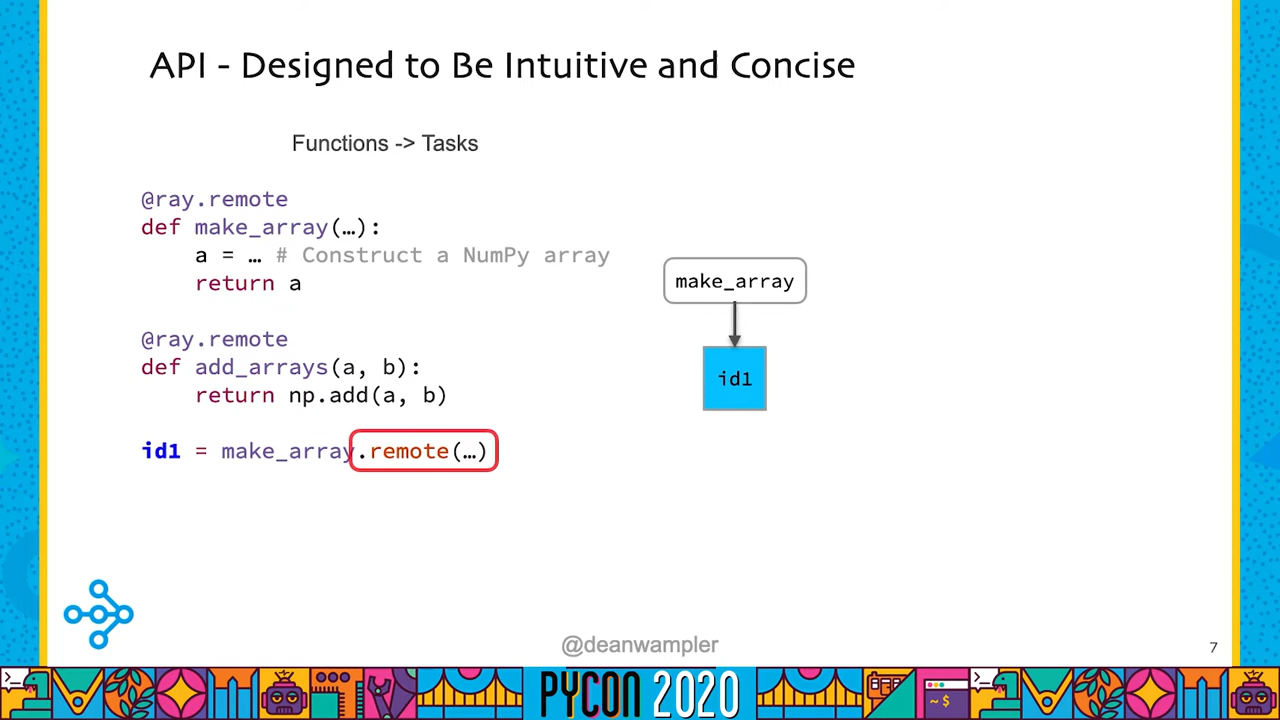 API - Designed to Be Intuitive and Concise
Functions -> Tasks
@ray.remote
def make_array(…):
    a = … # Construct a NumPy array
    return a
@ray.remote
def add_arrays(a, b):
    return np.add(a, b)
id1 = make_array.remote(…)
make_array
id1
@deanwampler
7
PYCON 2020
~$